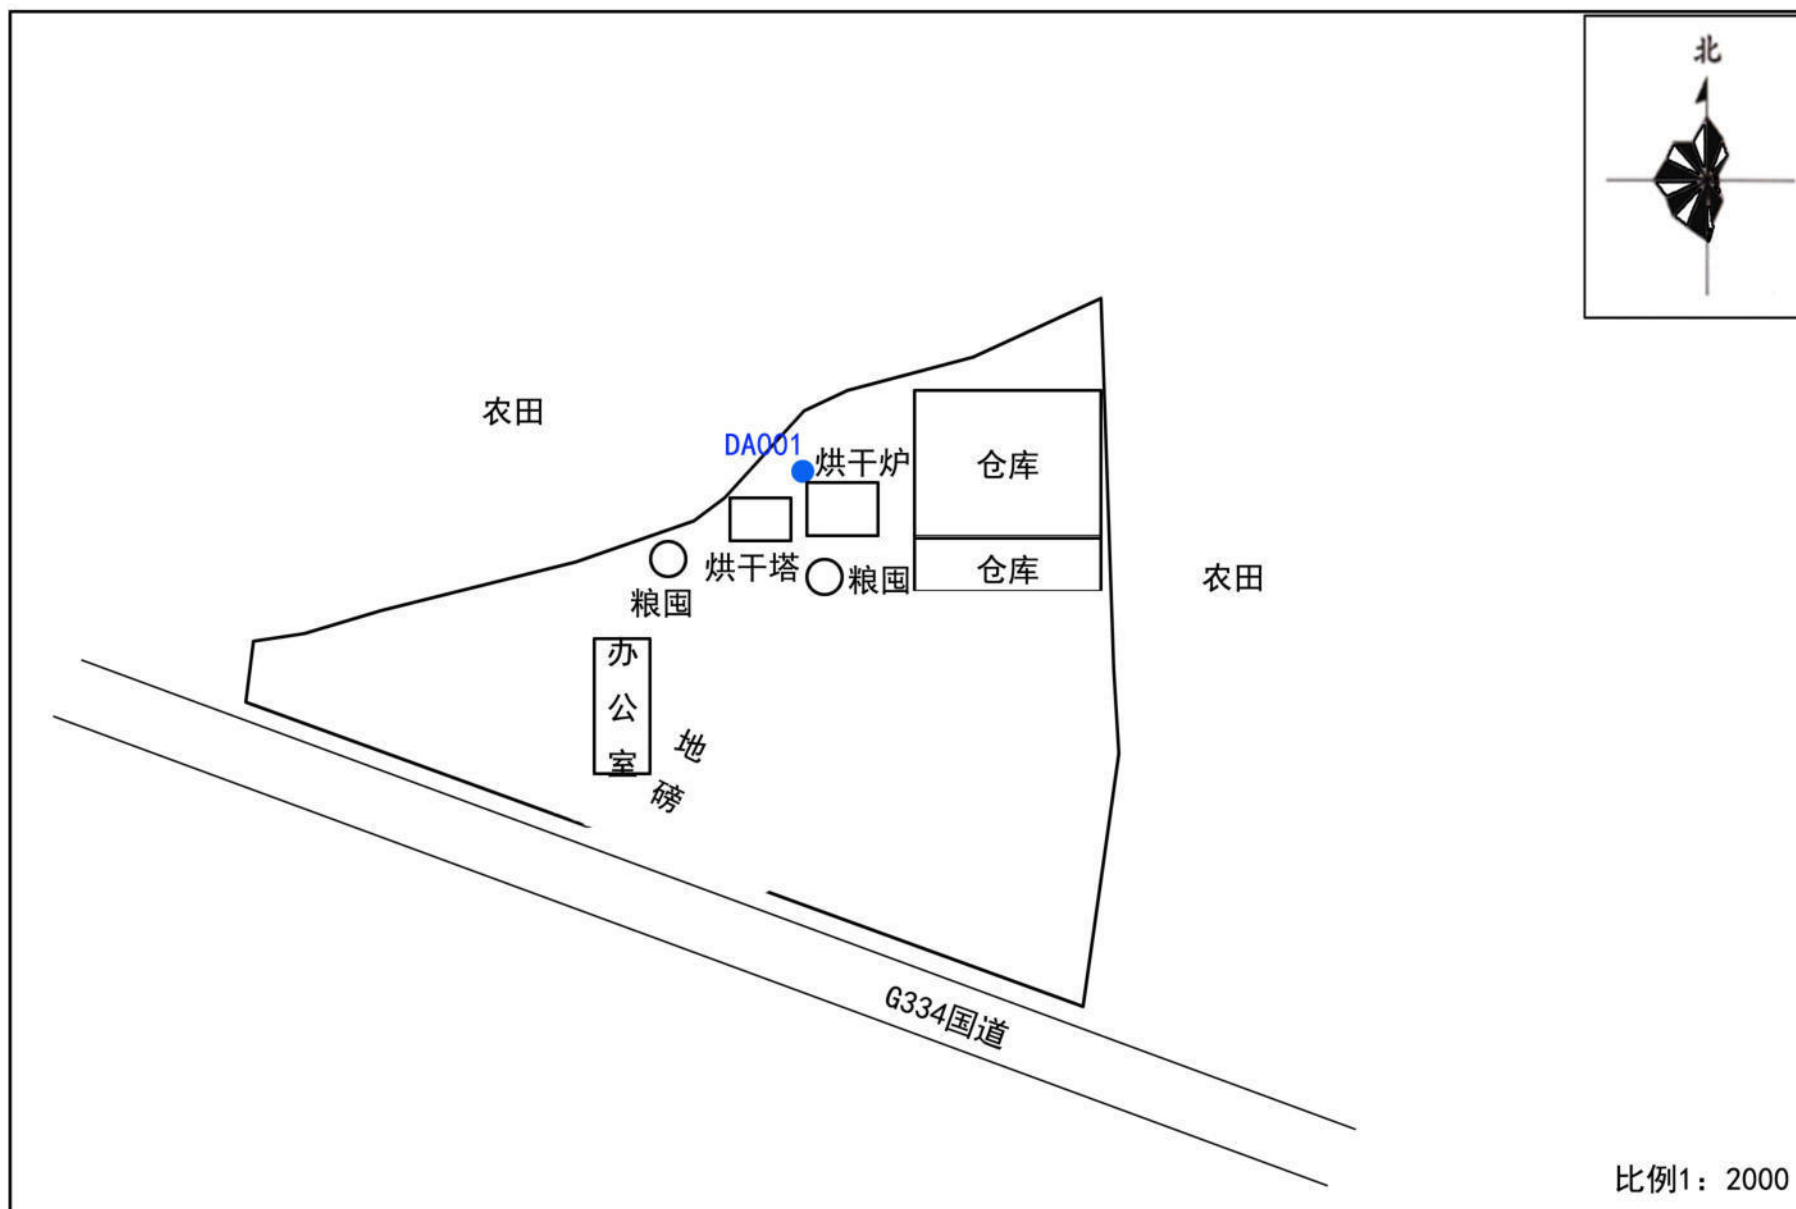 北
农田
DA001
烘干炉
仓库
烘干塔
粮囤
仓库
农田
粮囤
办公室
地磅
G334国道
比例1：2000